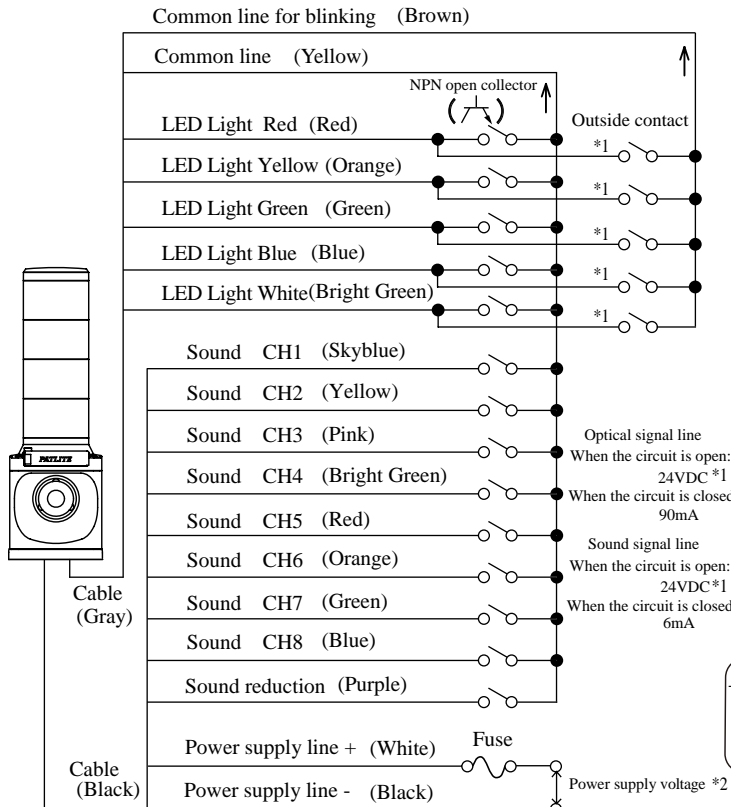 Common line for blinking (Brown)
Common line (Yellow)
NPN open collector
LED Light Red (Red)
Outside contact
*1
LED Light Yellow (Orange)
*1
LED Light Green (Green)
*1
LED Light Blue (Blue)
*1
LED Light White (Bright Green)
*1
Sound CH1 (Skyblue)
Sound CH2 (Yellow)
Sound CH3 (Pink)
Sound CH4 (Bright Green)
Sound CH5 (Red)
Sound CH6 (Orange)
Sound CH7 (Green)
Sound CH8 (Blue)
Sound reduction (Purple)
Optical signal line
When the circuit is open:
24VDC *1
When the circuit is closed
90mA
Sound signal line
When the circuit is open:
24VDC *1
When the circuit is closed
6mA
PATLITE
Cable
(Gray)
Power supply line + (White)
Fuse
Cable
(Black)
Power supply line - (Black)
Power supply voltage *2